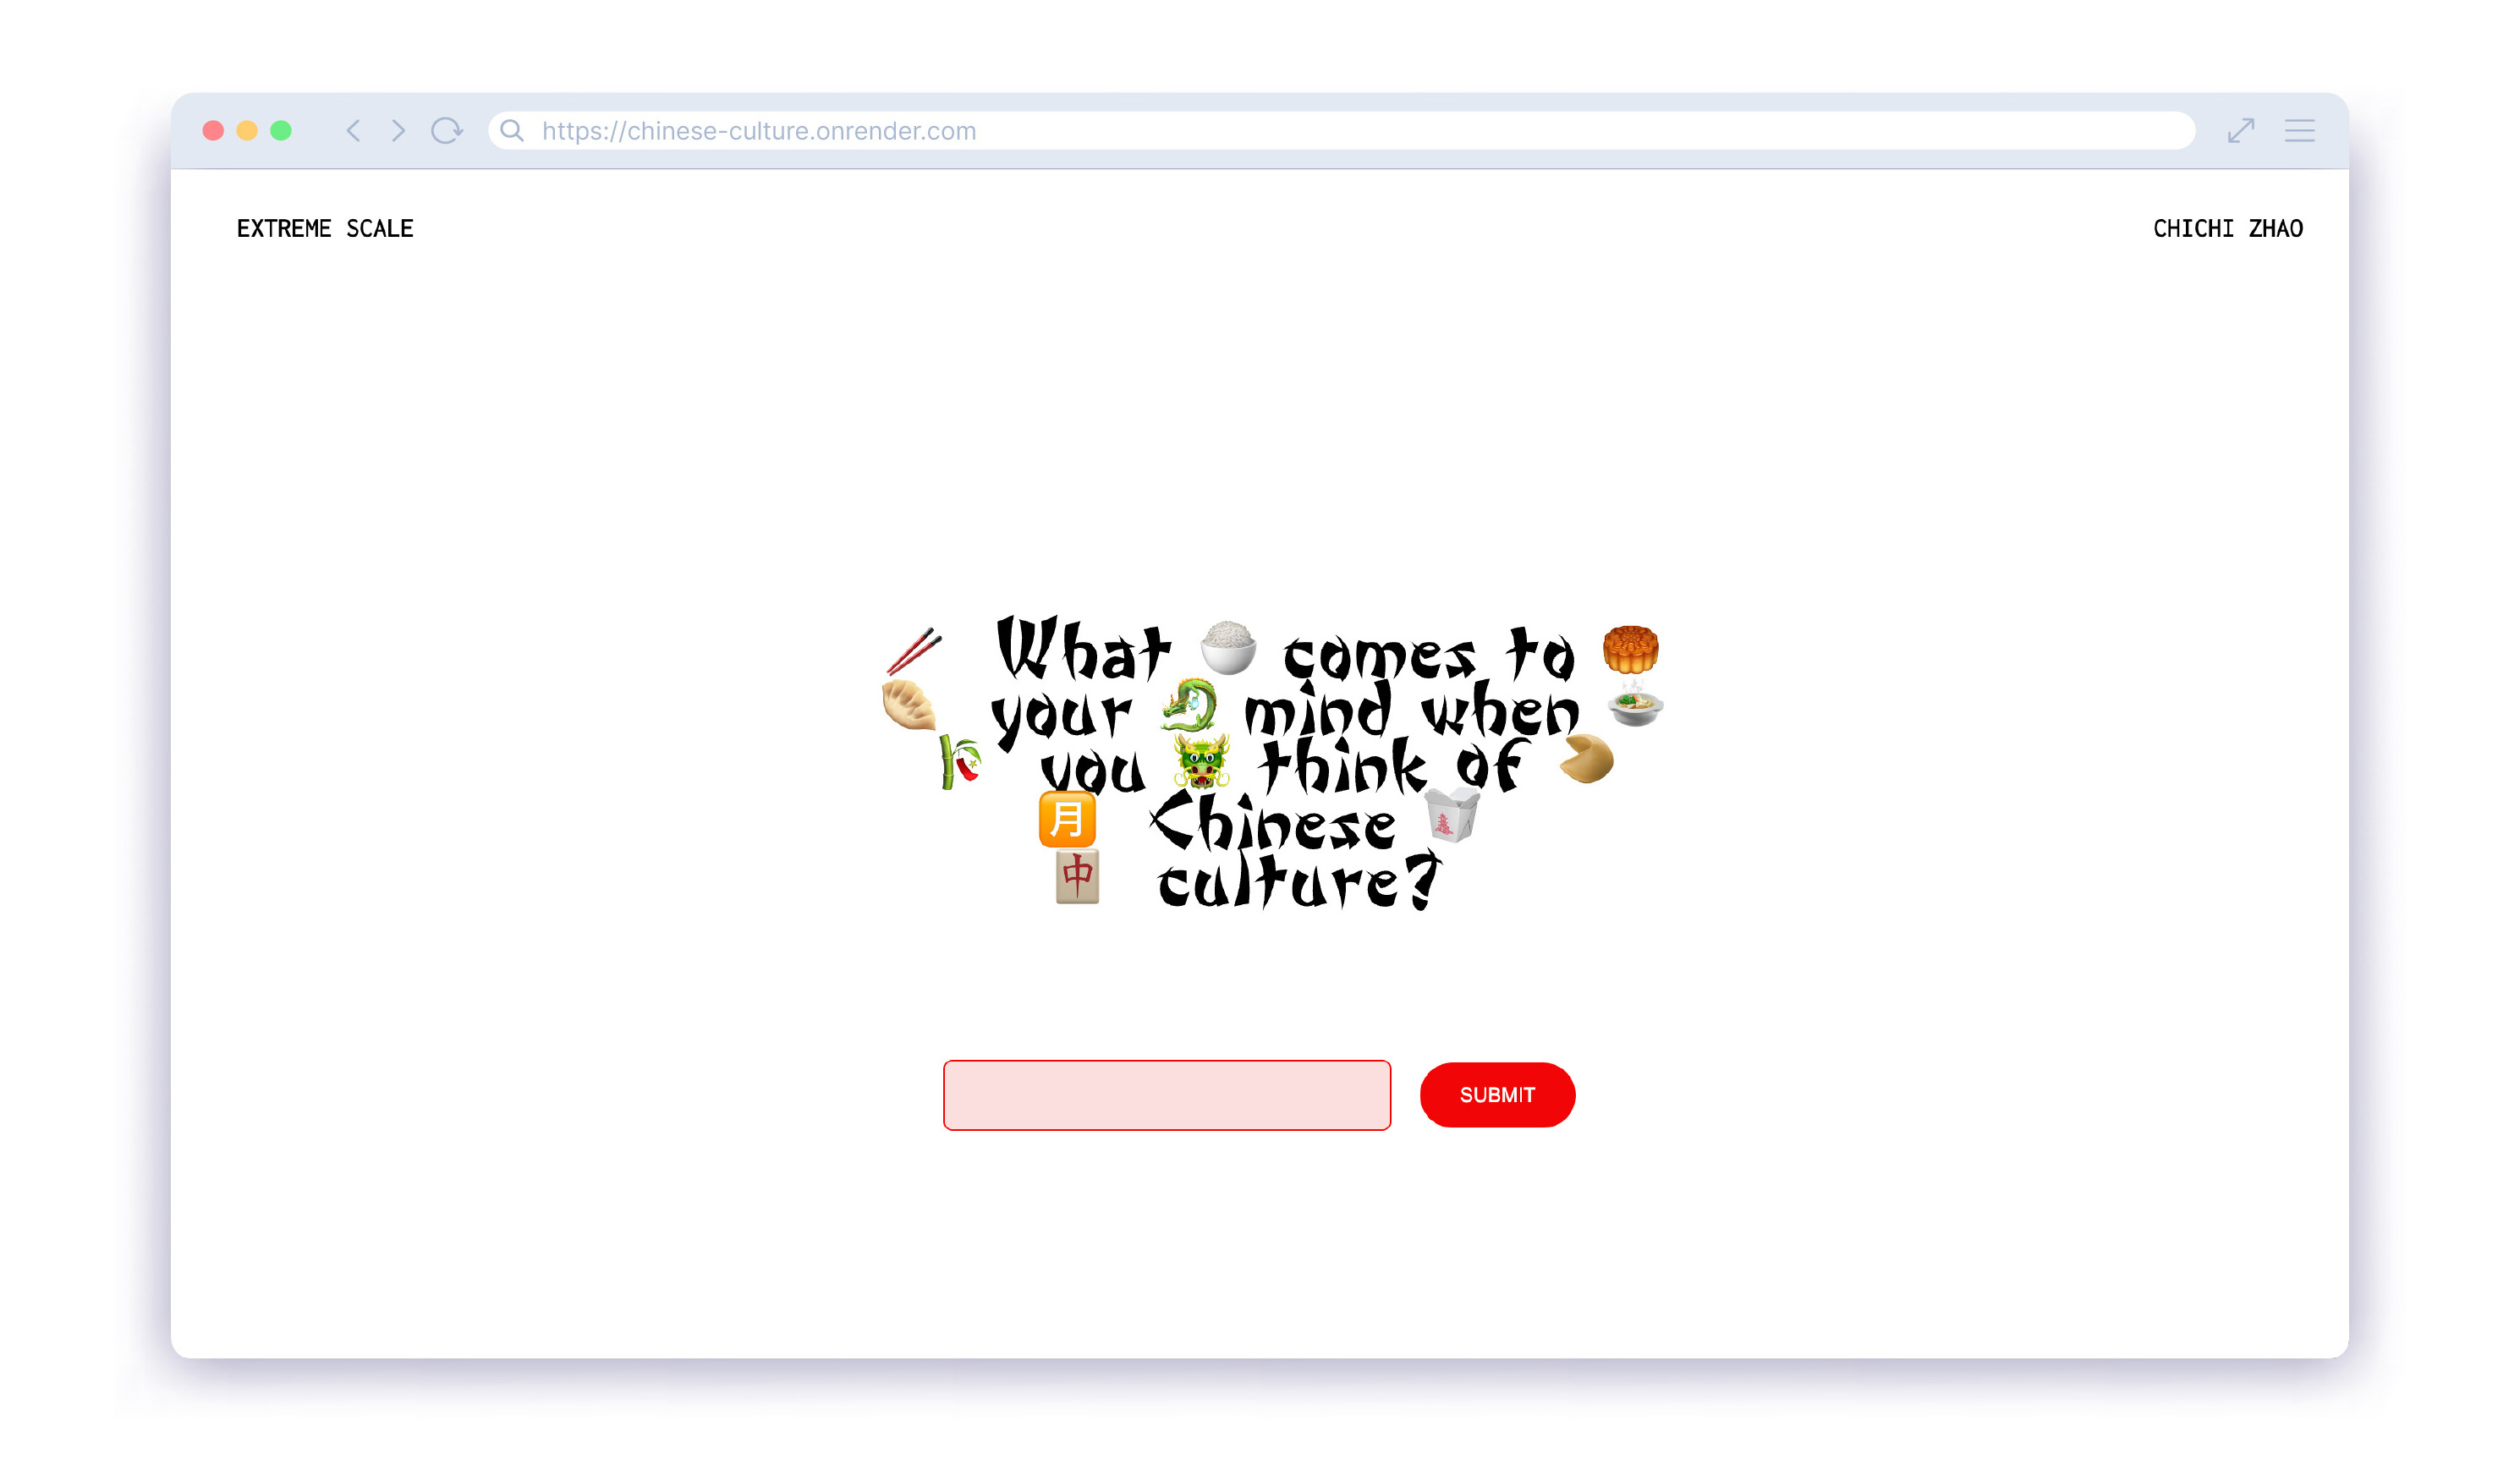 https://chinese-culture.onrender.com
EXTREME SCALE
CHICHI ZHAO
What comes to
your mind when
you think of
月 Chinese
中 culture?
SUBMIT